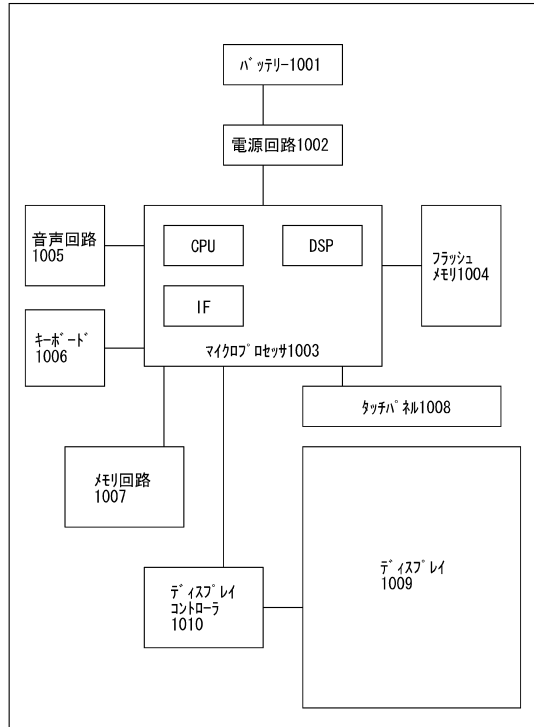 ﾊﾞｯﾃﾘｰ1001
電源回路1002
音声回路
1005
CPU
DSP
IF
ﾏｲｸﾛﾌﾟﾛｾｯｻ1003
ﾌﾗｯｼｭ
ﾒﾓﾘ1004
ｷｰﾎﾞｰﾄﾞ
1006
ﾀｯﾁﾊﾟﾈﾙ1008
ﾒﾓﾘ回路
1007
ﾃﾞｨｽﾌﾟﾚｲ
1009
ﾃﾞｨｽﾌﾟﾚｲ
ｺﾝﾄﾛｰﾗ
1010